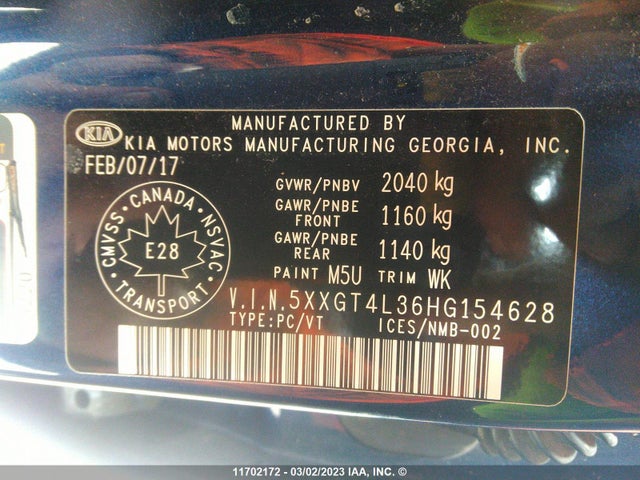 MANUFACTURED BY
KIA KIA MOTORS MANUFACTURING GEORGIA, INC.
FEB/07/17
GVWR/PNBV 2040 kg
GAWR/PNBE FRONT 1160 kg
GAWR/PNBE REAR 1140 kg
PAINT M5U TRIM WK
CMVSS • CANADA • NSVAC
E28
TRANSPORT
V.I.N.5XXGT4L36HG154628
TYPE:PC/VT ICES/NMB-002
11702172 - 03/02/2023 IAA, INC. ©